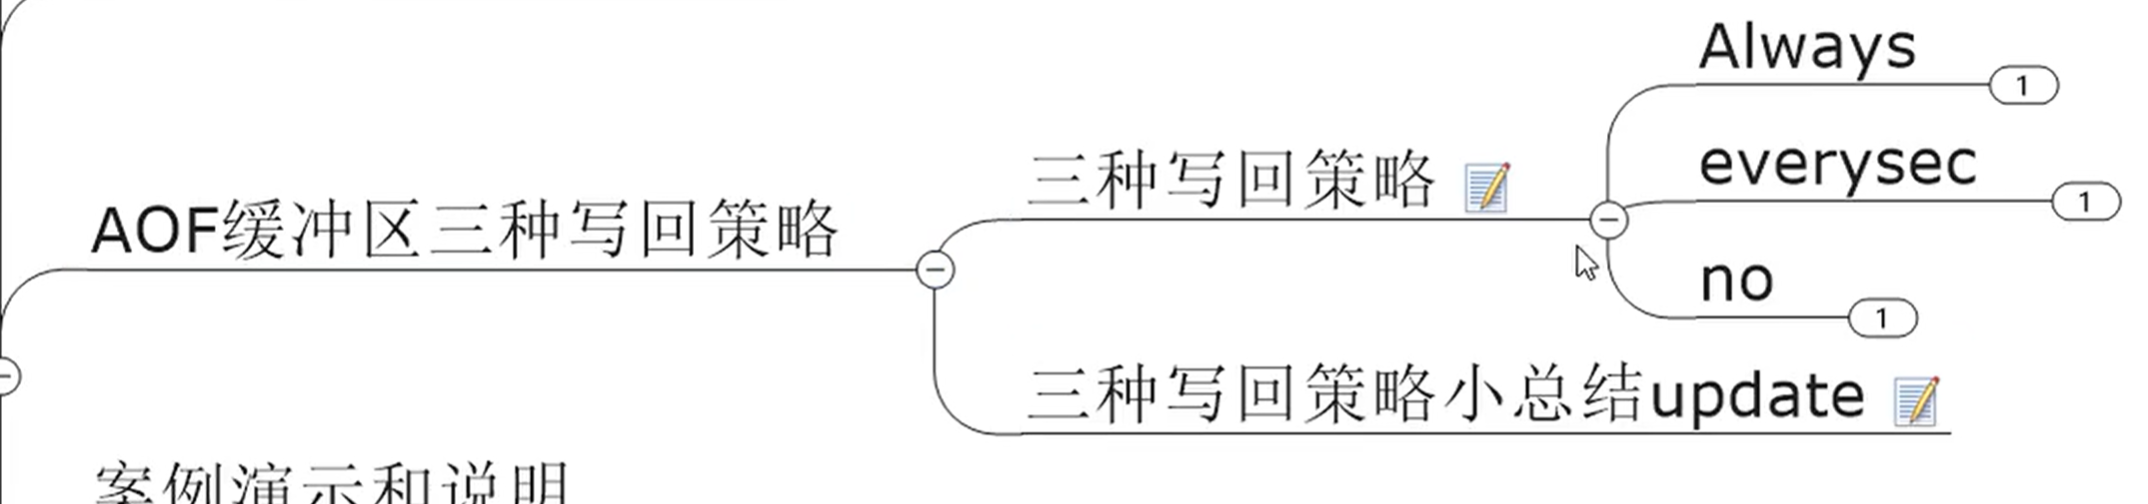 Always
1
everysec
1
三种写回策略
AOF缓冲区三种写回策略
no
1
三种写回策略小总结update
案例演示和说明